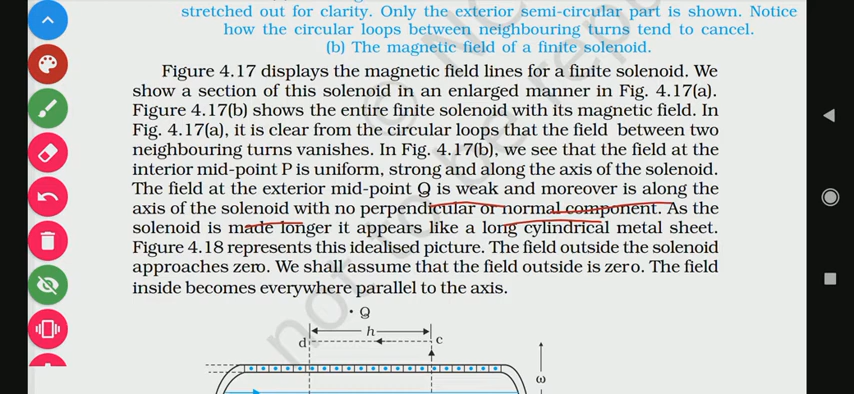 stretched out for clarity. Only the exterior semi-circular part is shown. Notice
how the circular loops between neighbouring turns tend to cancel.
(b) The magnetic field of a finite solenoid.
Figure 4.17 displays the magnetic field lines for a finite solenoid. We
show a section of this solenoid in an enlarged manner in Fig. 4.17(a).
Figure 4.17(b) shows the entire finite solenoid with its magnetic field. In
Fig. 4.17(a), it is clear from the circular loops that the field between two
neighbouring turns vanishes. In Fig. 4.17(b), we see that the field at the
interior mid-point P is uniform, strong and along the axis of the solenoid.
The field at the exterior mid-point Q is weak and moreover is along the
axis of the solenoid with no perpendicular or normal component. As the
solenoid is made longer it appears like a long cylindrical metal sheet.
Figure 4.18 represents this idealised picture. The field outside the solenoid
approaches zero. We shall assume that the field outside is zero. The field
inside becomes everywhere parallel to the axis.
Q
h
d
c
not to be